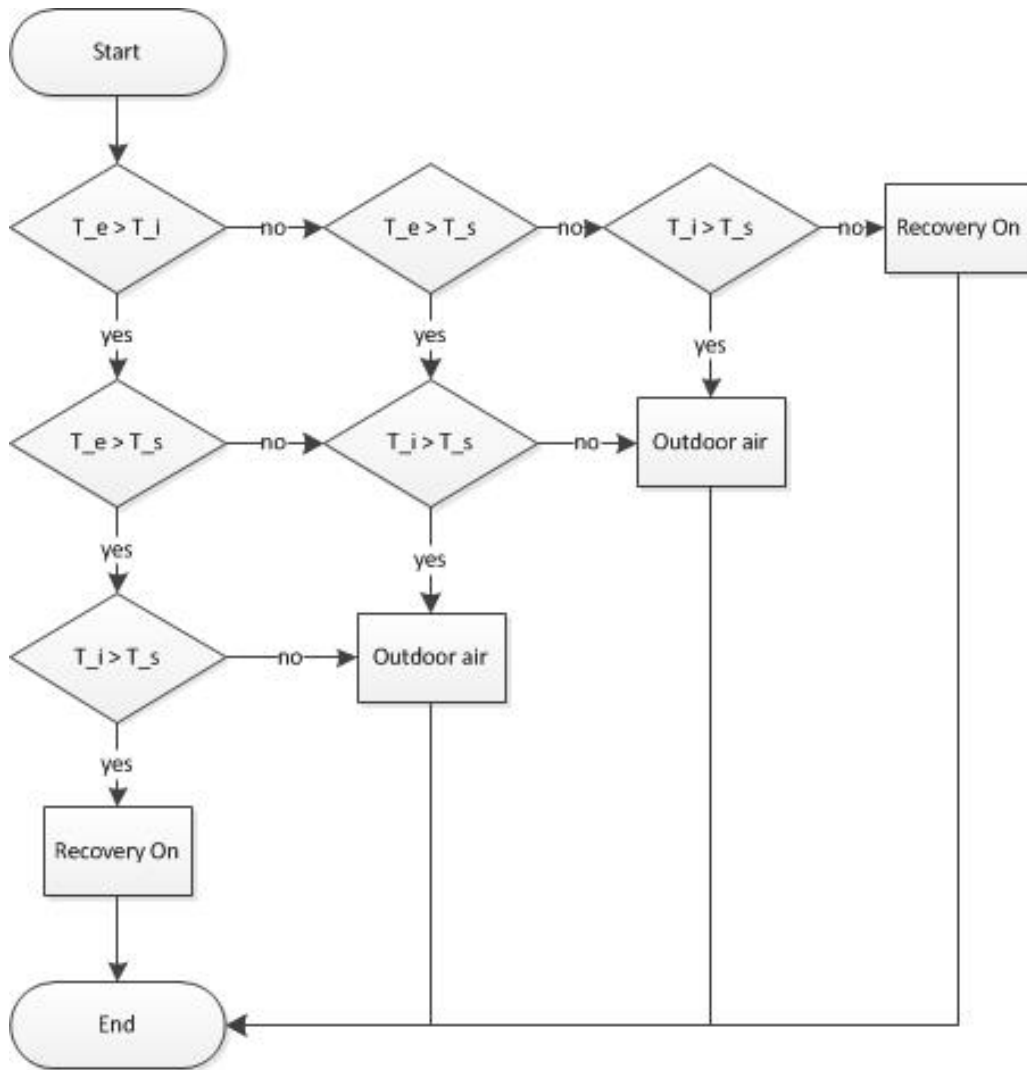 Start
T_e > T_i
no
T_e > T_s
no
T_i > T_s
no
Recovery On
yes
yes
yes
T_e > T_s
no
T_i > T_s
no
Outdoor air
yes
yes
T_i > T_s
no
Outdoor air
yes
Recovery On
End